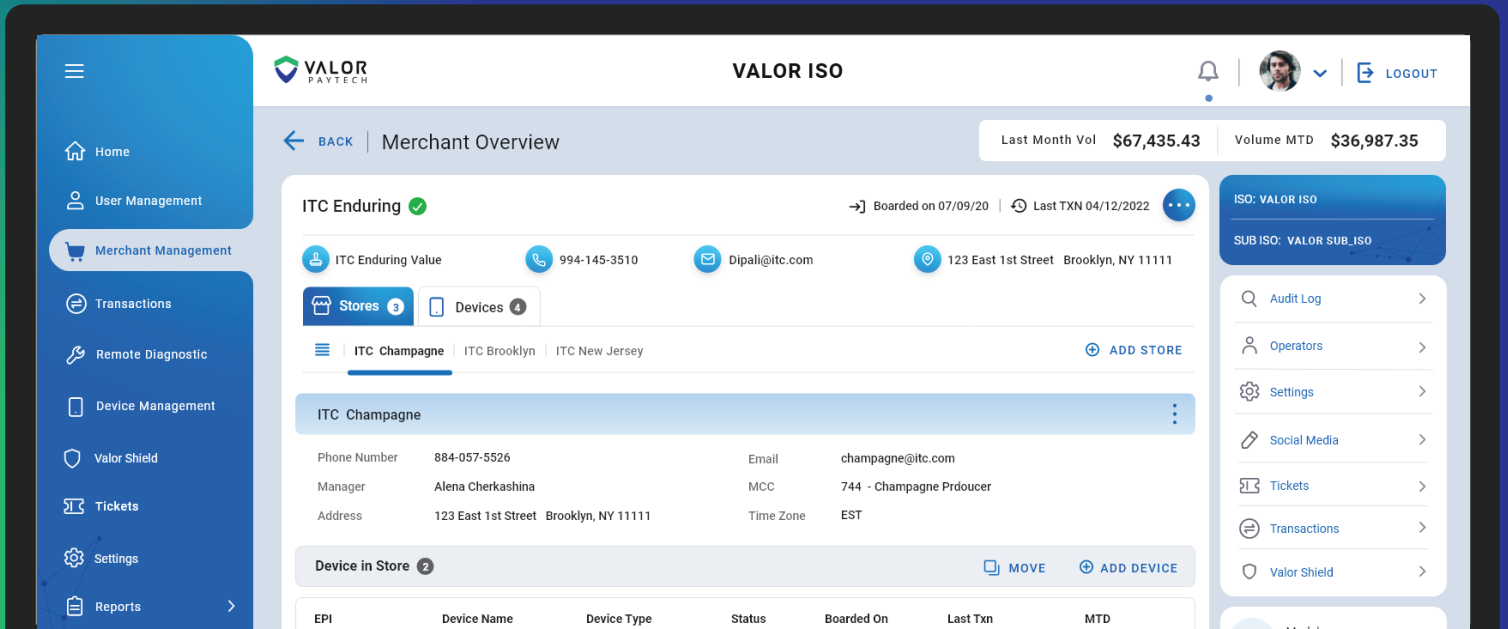 VALOR
PAYTECH
VALOR ISO
LOGOUT
Home
User Management
Merchant Management
Transactions
Remote Diagnostic
Device Management
Valor Shield
Tickets
Settings
Reports
BACK
Merchant Overview
Last Month Vol $67,435.43 Volume MTD $36,987.35
ITC Enduring
Boarded on 07/09/20 Last TXN 04/12/2022
ITC Enduring Value 994-145-3510 Dipali@itc.com 123 East 1st Street Brooklyn, NY 11111
Stores 3 Devices 4
ITC Champagne ITC Brooklyn ITC New Jersey ADD STORE
ITC Champagne
Phone Number 884-057-5526 Email champagne@itc.com
Manager Alena Cherkashina MCC 744 - Champagne Prdoucer
Address 123 East 1st Street Brooklyn, NY 11111 Time Zone EST
Device in Store 2 MOVE ADD DEVICE
EPI Device Name Device Type Status Boarded On Last Txn MTD
ISO: VALOR ISO
SUB ISO: VALOR SUB_ISO
Audit Log
Operators
Settings
Social Media
Tickets
Transactions
Valor Shield